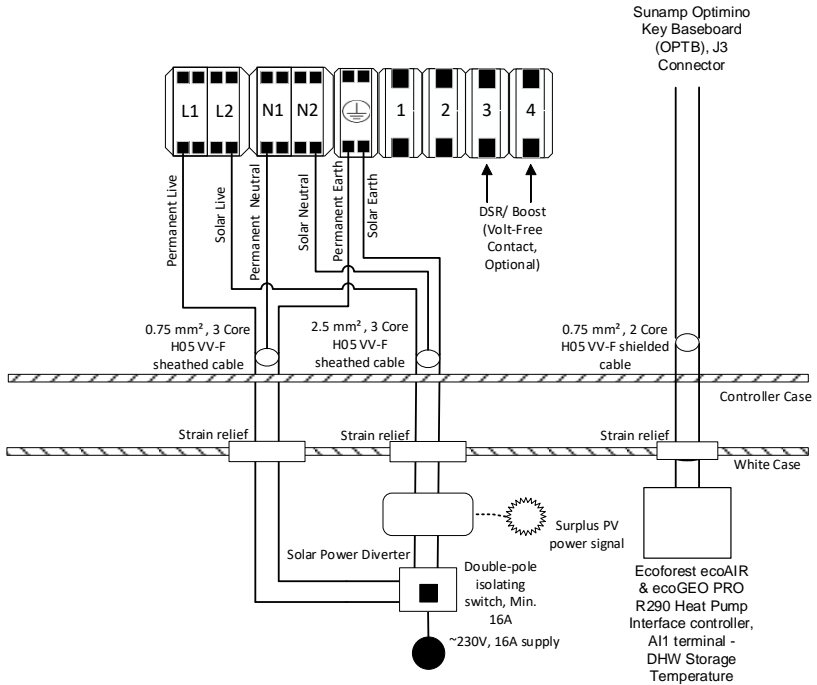 Sunamp Optimino
Key Baseboard
(OPTB), J3
Connector
L1
L2
N1
N2
1
2
3
4
Permanent Live
Solar Live
Permanent Neutral
Solar Neutral
Permanent Earth
Solar Earth
DSR/ Boost
(Volt-Free
Contact,
Optional)
0.75 mm² , 3 Core
H05 VV-F
sheathed cable
2.5 mm² , 3 Core
H05 VV-F
sheathed cable
0.75 mm² , 2 Core
H05 VV-F shielded
cable
Controller Case
Strain relief
Strain relief
Strain relief
White Case
Surplus PV
power signal
Solar Power Diverter
Double-pole
isolating
switch, Min.
16A
~230V, 16A supply
Ecoforest ecoAIR
& ecoGEO PRO
R290 Heat Pump
Interface controller,
AI1 terminal -
DHW Storage
Temperature